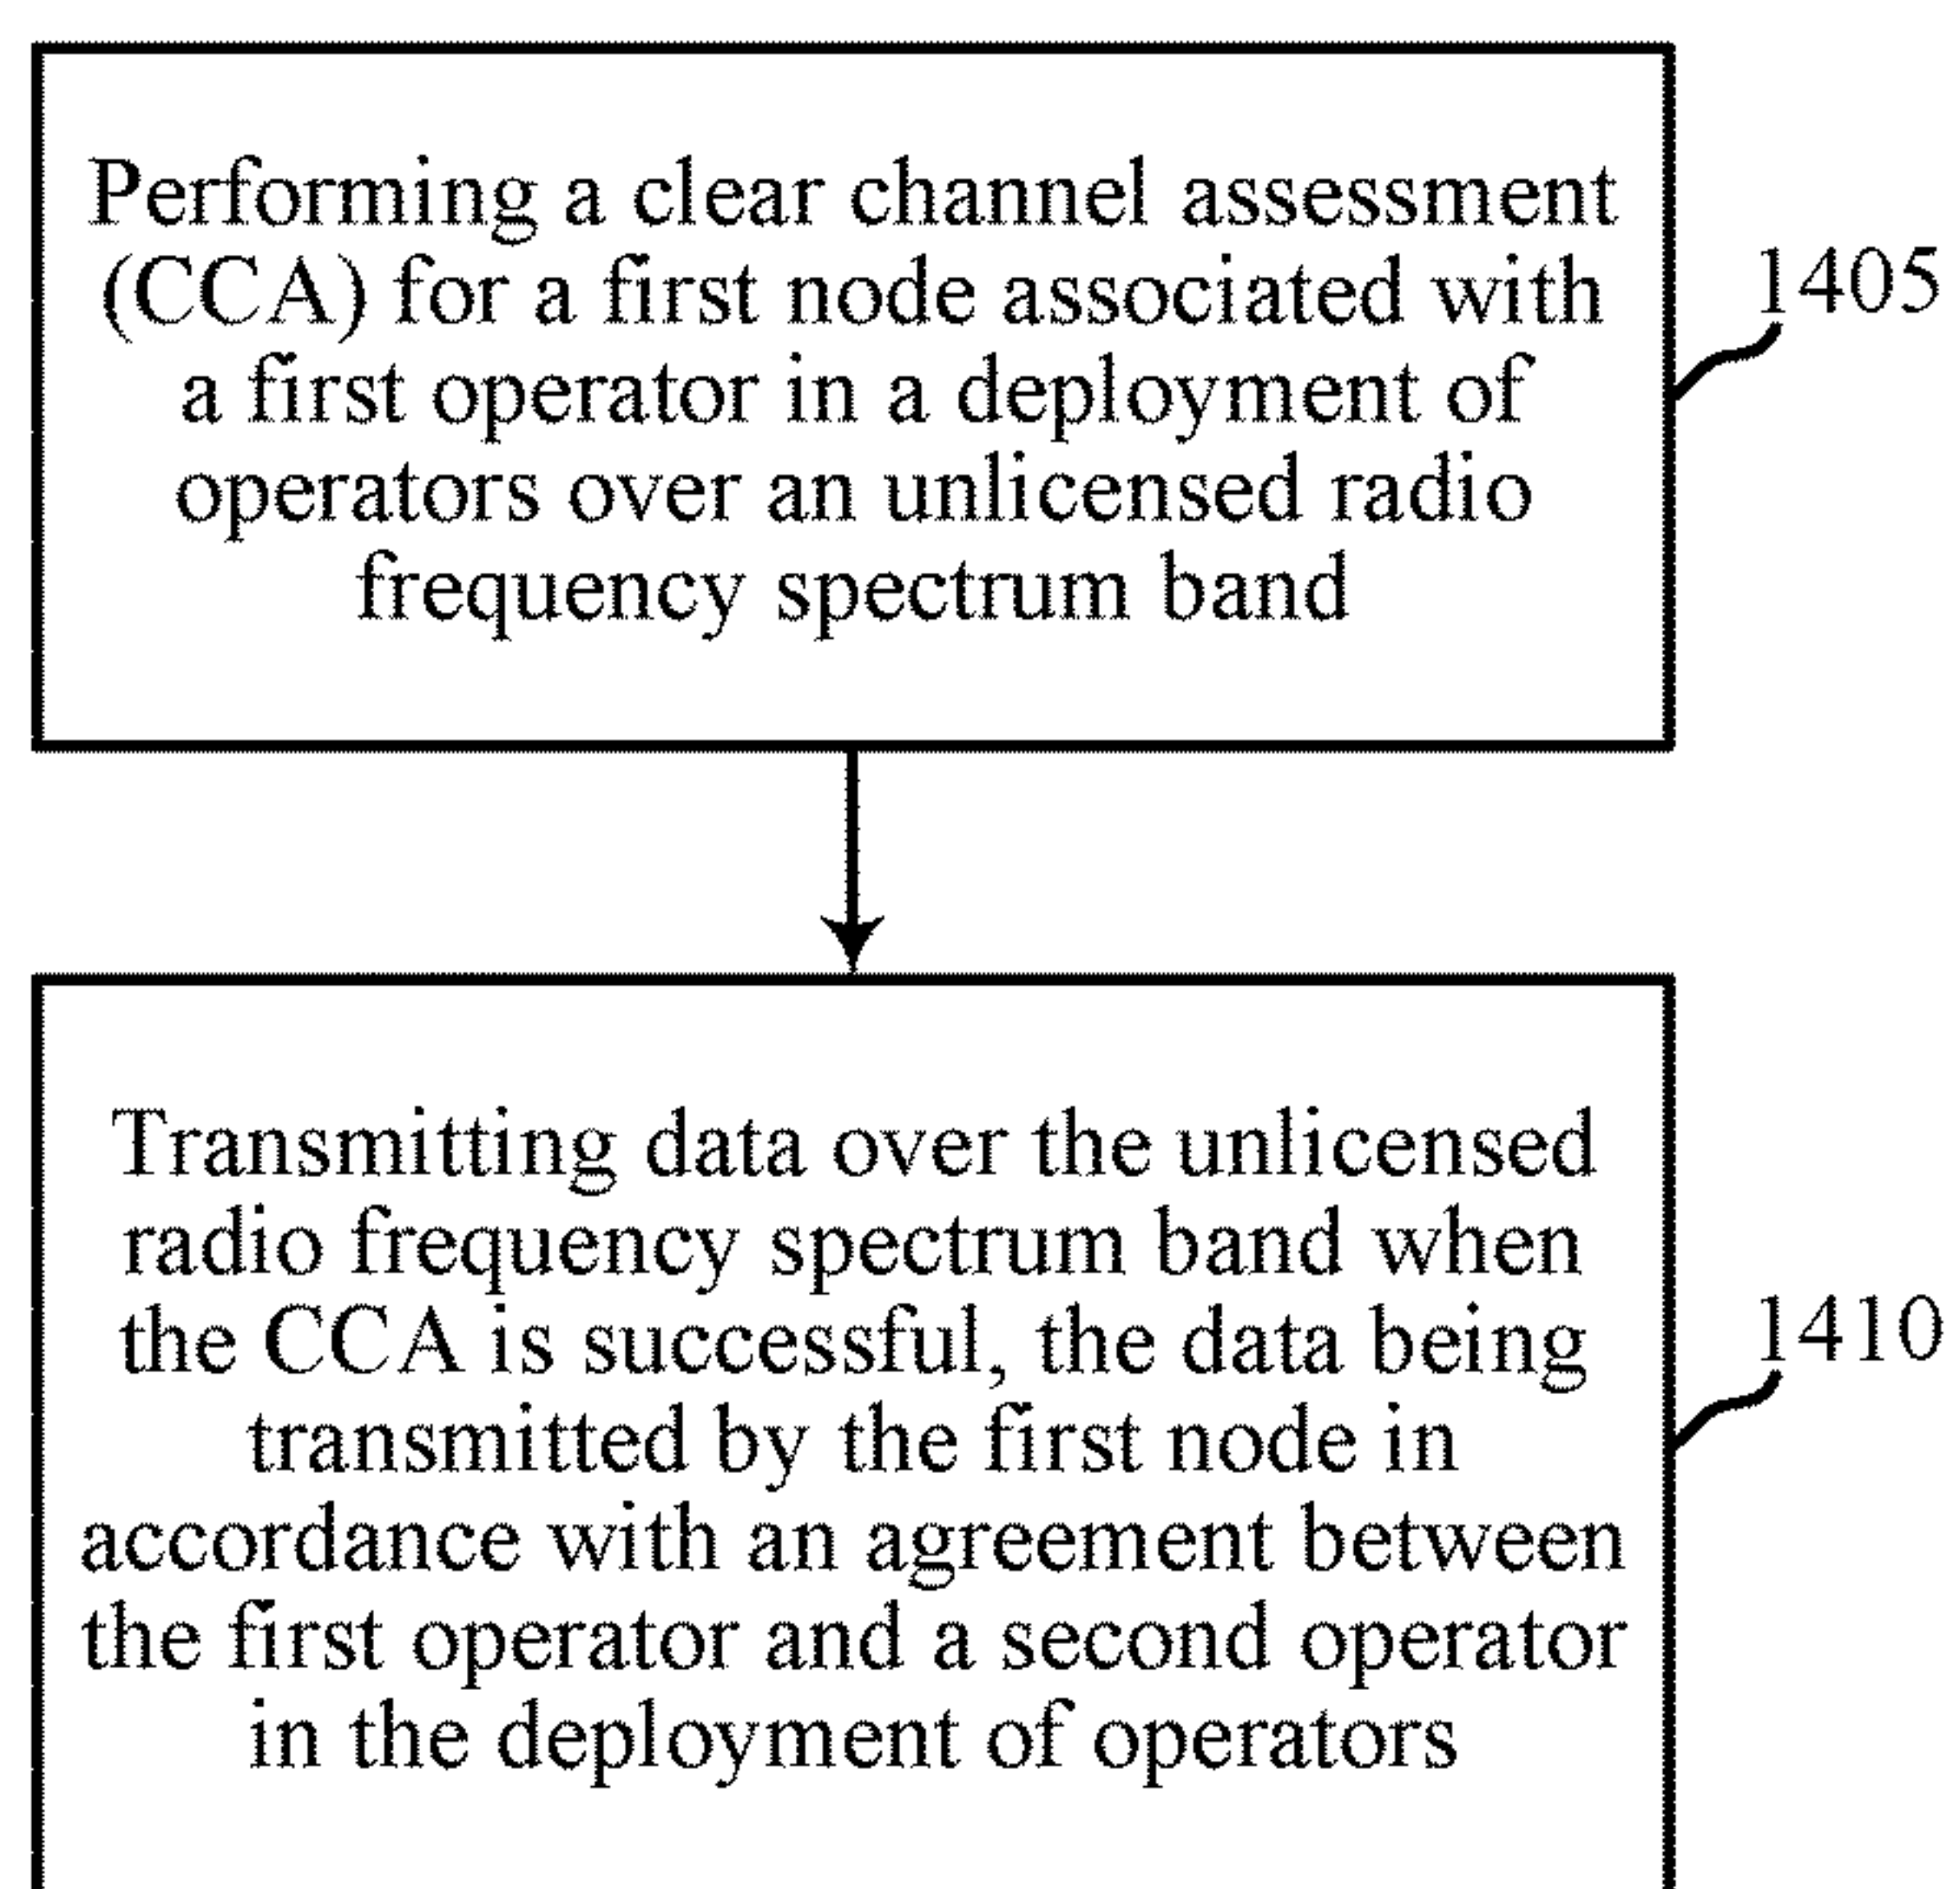 Performing a clear channel assessment
(CCA) for a first node associated with
a first operator in a deployment of
operators over an unlicensed radio
frequency spectrum band
1405
Transmitting data over the unlicensed
radio frequency spectrum band when
the CCA is successful, the data being
transmitted by the first node in
accordance with an agreement between
the first operator and a second operator
in the deployment of operators
1410